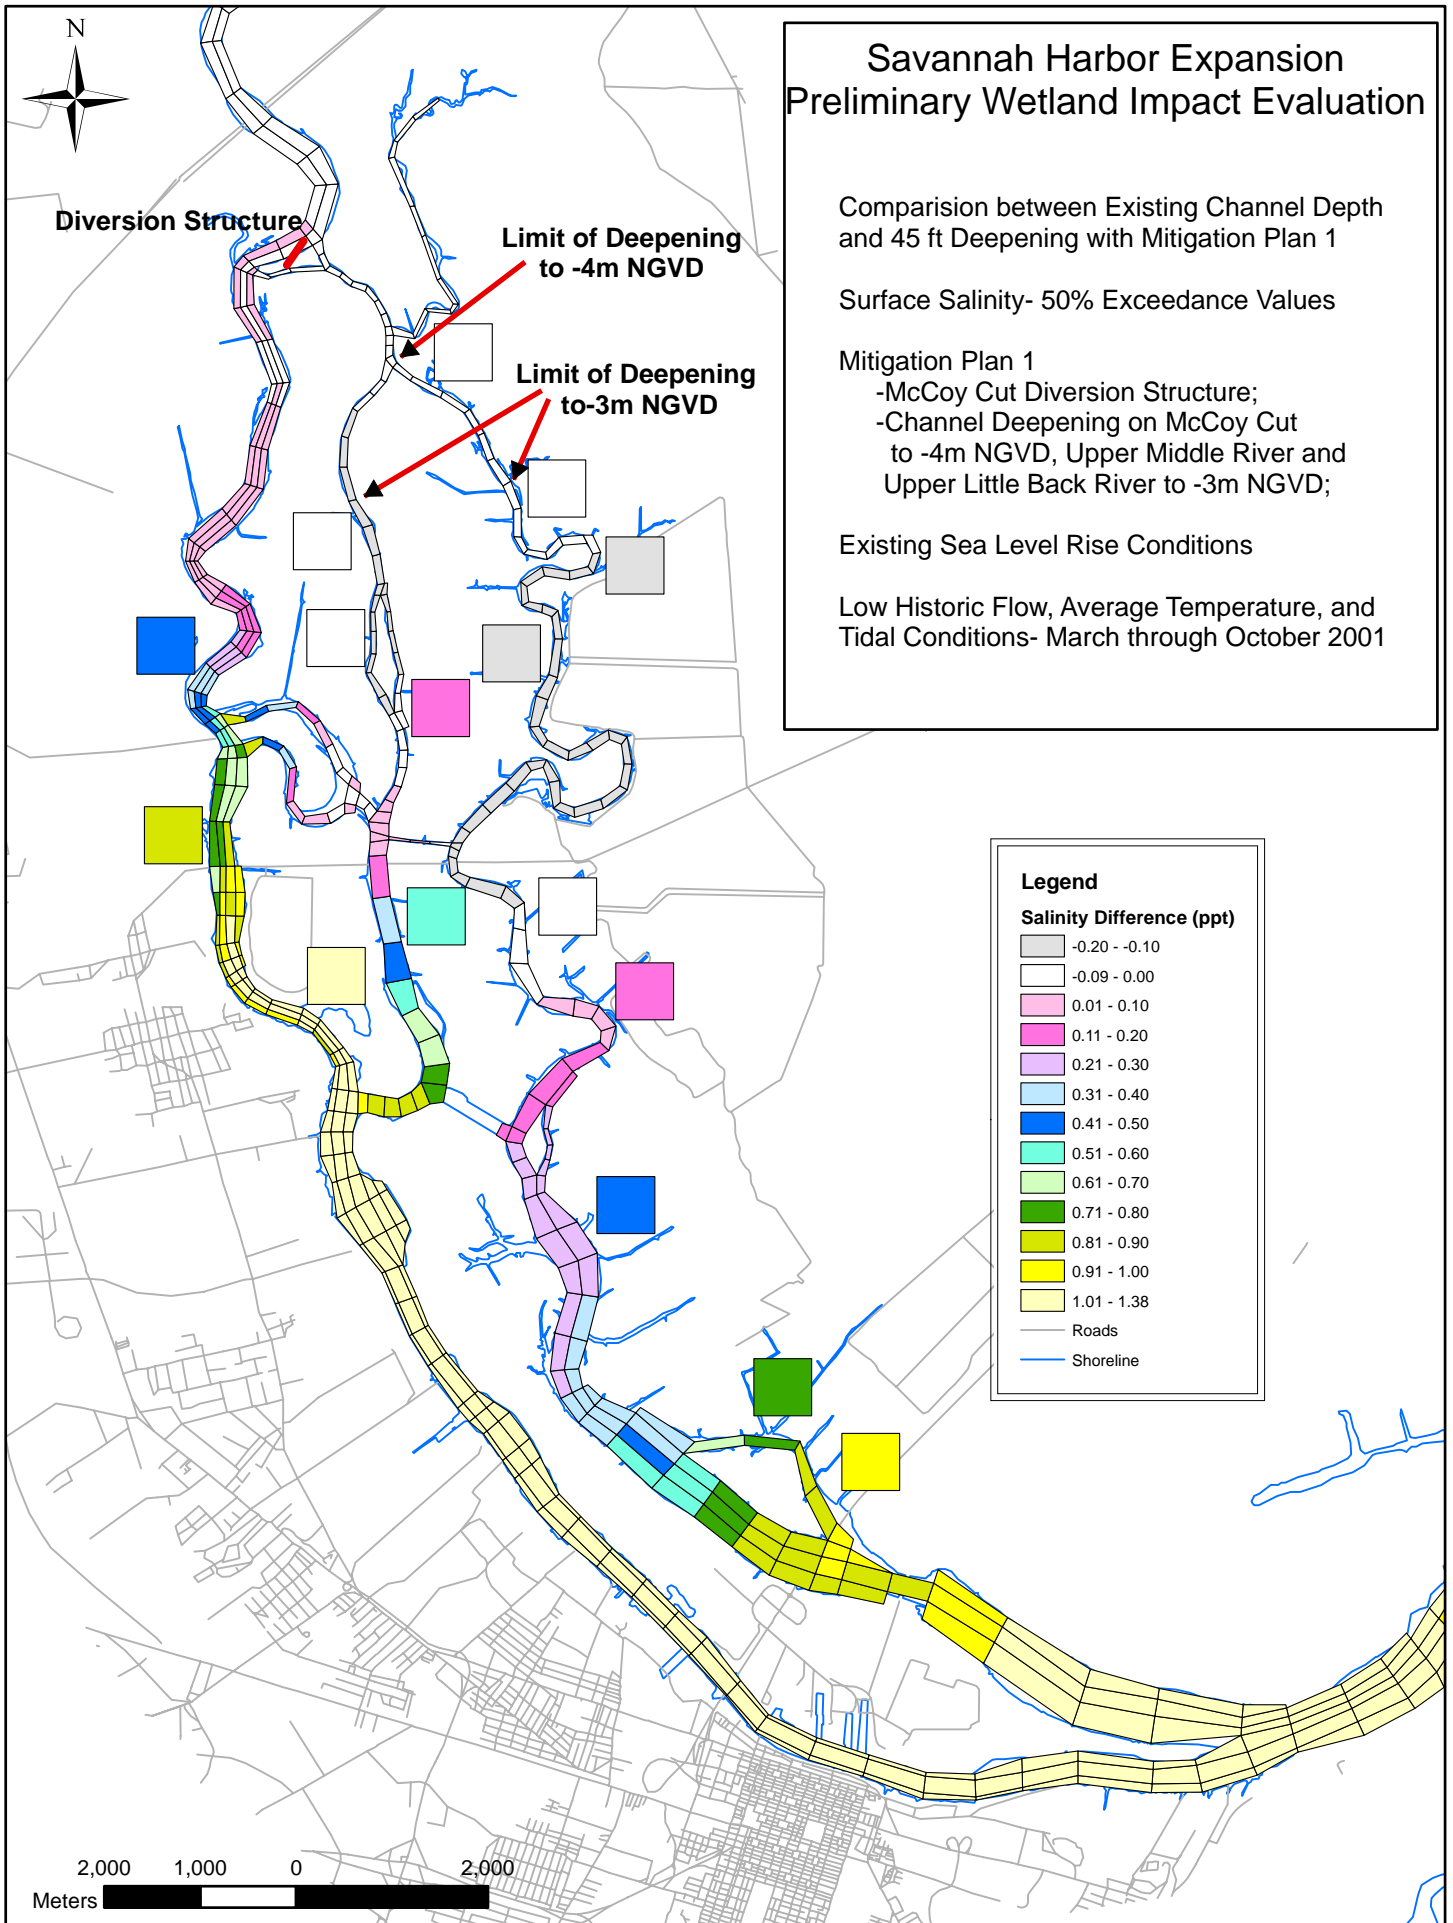 N
Savannah Harbor Expansion
Preliminary Wetland Impact Evaluation
Comparision between Existing Channel Depth
and 45 ft Deepening with Mitigation Plan 1
Surface Salinity- 50% Exceedance Values
Mitigation Plan 1
-McCoy Cut Diversion Structure;
-Channel Deepening on McCoy Cut
to -4m NGVD, Upper Middle River and
Upper Little Back River to -3m NGVD;
Existing Sea Level Rise Conditions
Low Historic Flow, Average Temperature, and
Tidal Conditions- March through October 2001
Diversion Structure
Limit of Deepening
to -4m NGVD
Limit of Deepening
to-3m NGVD
Legend
Salinity Difference (ppt)
-0.20 - -0.10
-0.09 - 0.00
0.01 - 0.10
0.11 - 0.20
0.21 - 0.30
0.31 - 0.40
0.41 - 0.50
0.51 - 0.60
0.61 - 0.70
0.71 - 0.80
0.81 - 0.90
0.91 - 1.00
1.01 - 1.38
Roads
Shoreline
2,000 1,000 0 2,000
Meters